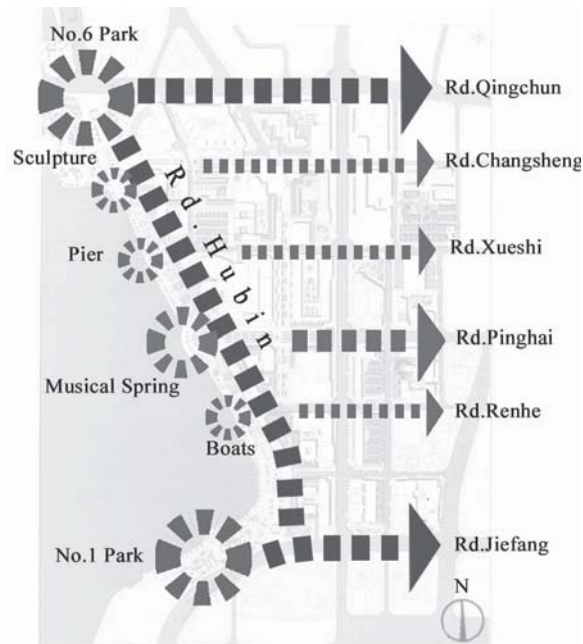 No.6 Park
Rd.Qingchun
Sculpture
Rd.Changsheng
Rd.Hubin
Pier
Rd.Xueshi
Musical Spring
Rd.Pinghai
Boats
Rd.Renhe
No.1 Park
Rd.Jiefang
N